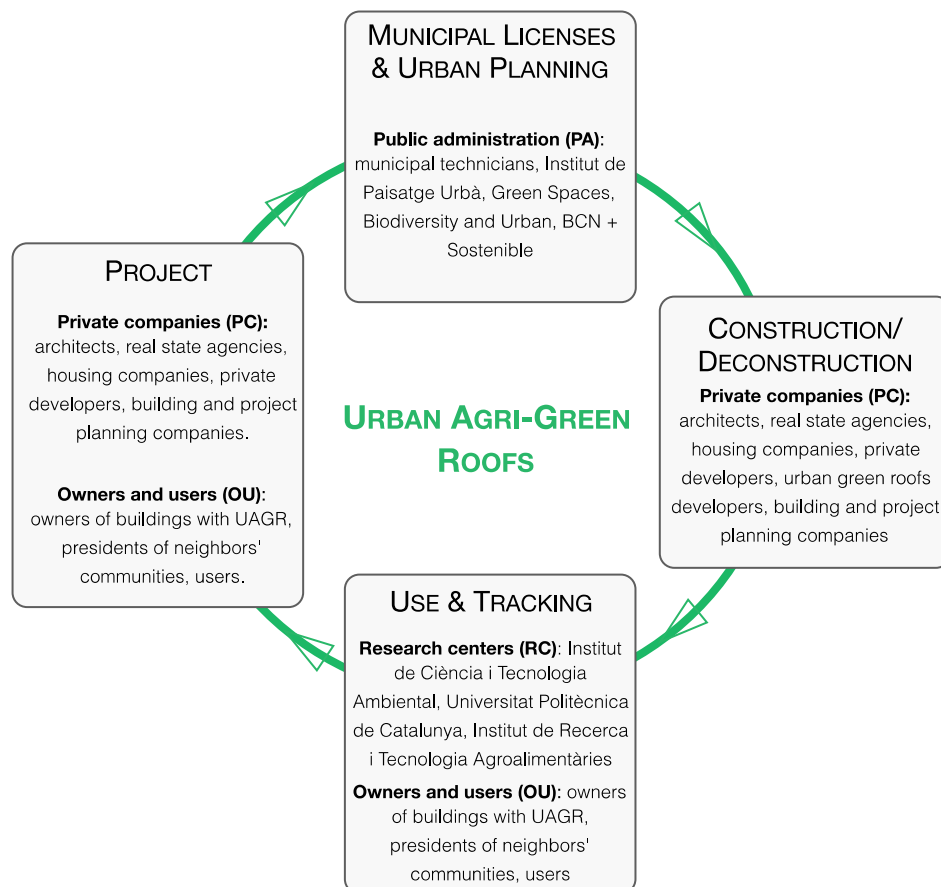 MUNICIPAL LICENSES
& URBAN PLANNING
Public administration (PA):
municipal technicians, Institut de
Paisatge Urbà, Green Spaces,
Biodiversity and Urban, BCN +
Sostenible
PROJECT
Private companies (PC):
architects, real state agencies,
housing companies, private
developers, building and project
planning companies.
Owners and users (OU):
owners of buildings with UAGR,
presidents of neighbors'
communities, users.
URBAN AGRI-GREEN
ROOFS
CONSTRUCTION/
DECONSTRUCTION
Private companies (PC):
architects, real state agencies,
housing companies, private
developers, urban green roofs
developers, building and project
planning companies
USE & TRACKING
Research centers (RC): Institut
de Ciència i Tecnologia
Ambiental, Universitat Politècnica
de Catalunya, Institut de Recerca
i Tecnologia Agroalimentàries
Owners and users (OU): owners
of buildings with UAGR,
presidents of neighbors'
communities, users